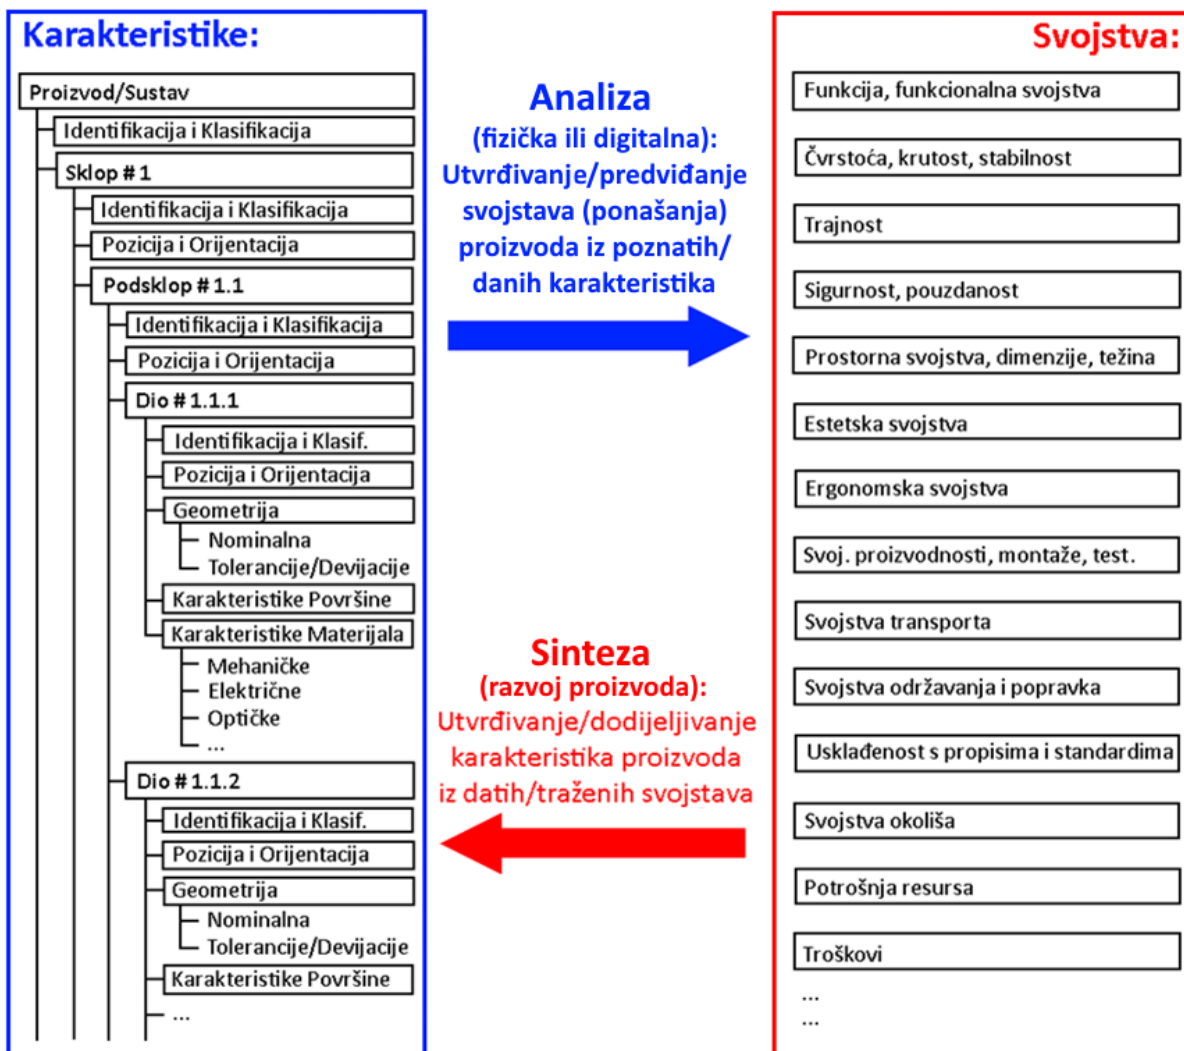 Karakteristike:
Proizvod/Sustav
Identifikacija i Klasifikacija
Sklop # 1
Identifikacija i Klasifikacija
Pozicija i Orijentacija
Podsklop # 1.1
Identifikacija i Klasifikacija
Pozicija i Orijentacija
Dio # 1.1.1
Identifikacija i Klasif.
Pozicija i Orijentacija
Geometrija
Nominalna
Tolerancije/Devijacije
Karakteristike Površine
Karakteristike Materijala
Mehaničke
Električne
Optičke
...
Dio # 1.1.2
Identifikacija i Klasif.
Pozicija i Orijentacija
Geometrija
Nominalna
Tolerancije/Devijacije
Karakteristike Površine
...
Analiza
(fizička ili digitalna):
Utvrđivanje/predviđanje
svojstava (ponašanja)
proizvoda iz poznatih/
danih karakteristika
Sinteza
(razvoj proizvoda):
Utvrđivanje/dodijeljivanje
karakteristika proizvoda
iz datih/traženih svojstava
Svojstva:
Funkcija, funkcionalna svojstva
Čvrstoća, krutost, stabilnost
Trajnost
Sigurnost, pouzdanost
Prostorna svojstva, dimenzije, težina
Estetska svojstva
Ergonomska svojstva
Svoj. proizvodnosti, montaže, test.
Svojstva transporta
Svojstva održavanja i popravka
Usklađenost s propisima i standardima
Svojstva okoliša
Potrošnja resursa
Troškovi
...
...